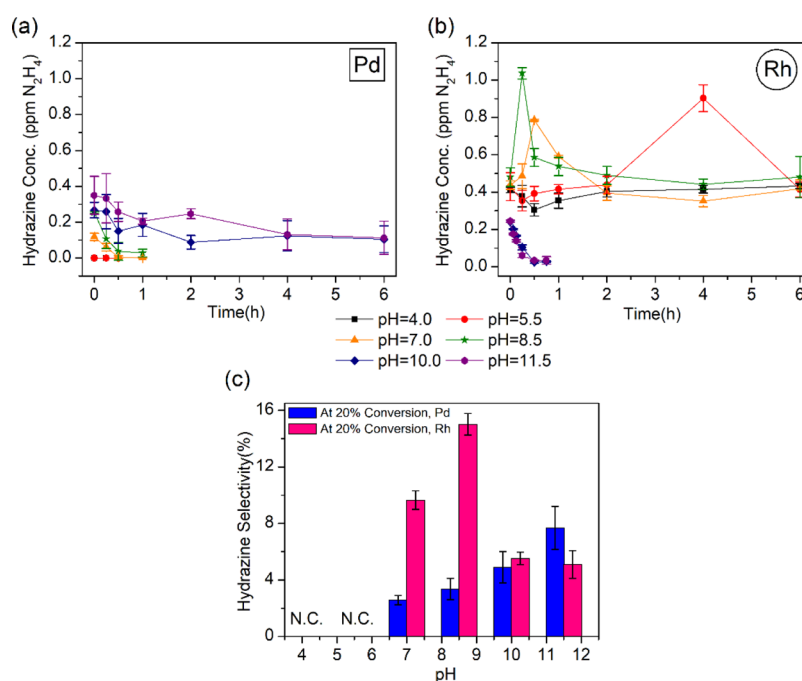 (a)
Pd
Hydrazine Conc. (ppm N₂H₄)
1.2
1.0
0.8
0.6
0.4
0.2
0.0
0 1 2 3 4 5 6
Time(h)
(b)
Rh
Hydrazine Conc. (ppm N₂H₄)
1.2
1.0
0.8
0.6
0.4
0.2
0.0
0 1 2 3 4 5 6
Time(h)
pH=4.0 pH=5.5
pH=7.0 pH=8.5
pH=10.0 pH=11.5
(c)
Hydrazine Selectivity(%)
16
12
8
4
0
At 20% Conversion, Pd
At 20% Conversion, Rh
N.C. N.C.
4 5 6 7 8 9 10 11 12
pH